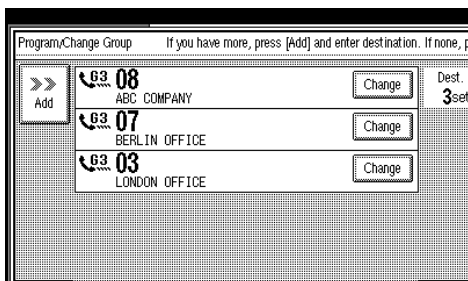 Program/Change Group If you have more, press [Add] and enter destination. If none, p
>> Add
G3 08 Change
ABC COMPANY
G3 07 Change
BERLIN OFFICE
G3 03 Change
LONDON OFFICE
Dest.
3set